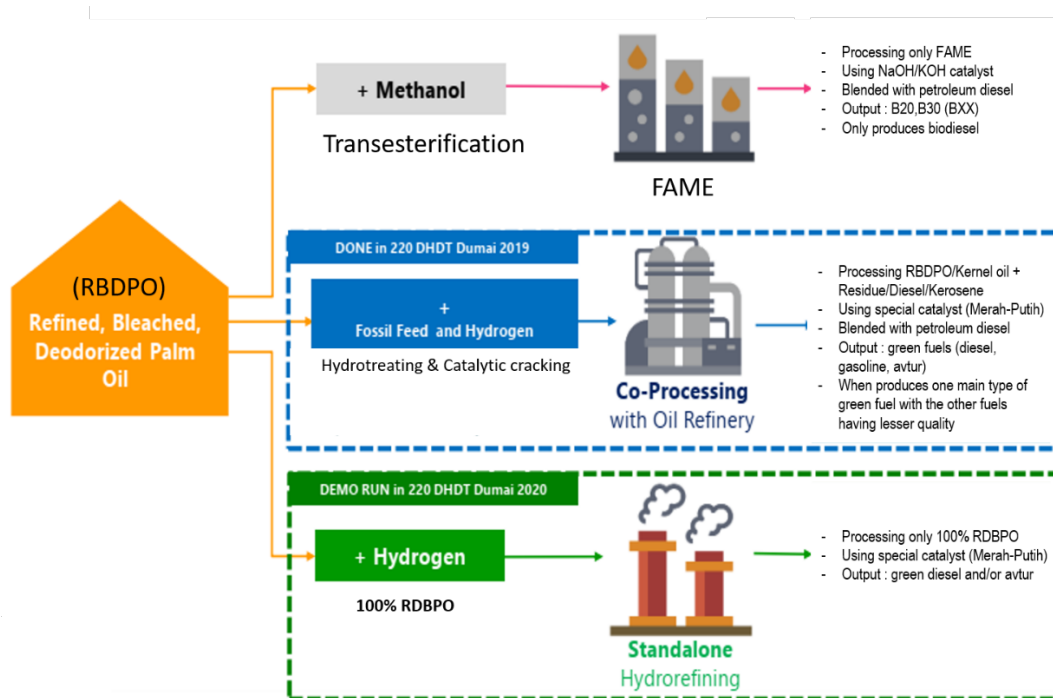 (RBDPO)
Refined, Bleached,
Deodorized Palm
Oil
+ Methanol
Transesterification
FAME
- Processing only FAME
- Using NaOH/KOH catalyst
- Blended with petroleum diesel
- Output : B20,B30 (BXX)
- Only produces biodiesel
DONE in 220 DHDT Dumai 2019
+
Fossil Feed and Hydrogen
Hydrotreating & Catalytic cracking
Co-Processing
with Oil Refinery
- Processing RBDPO/Kernel oil +
Residue/Diesel/Kerosene
- Using special catalyst (Merah-Putih)
- Blended with petroleum diesel
- Output : green fuels (diesel,
gasoline, avtur)
- When produces one main type of
green fuel with the other fuels
having lesser quality
DEMO RUN in 220 DHDT Dumai 2020
+ Hydrogen
100% RDBPO
Standalone
Hydrorefining
- Processing only 100% RDBPO
- Using special catalyst (Merah-Putih)
- Output : green diesel and/or avtur